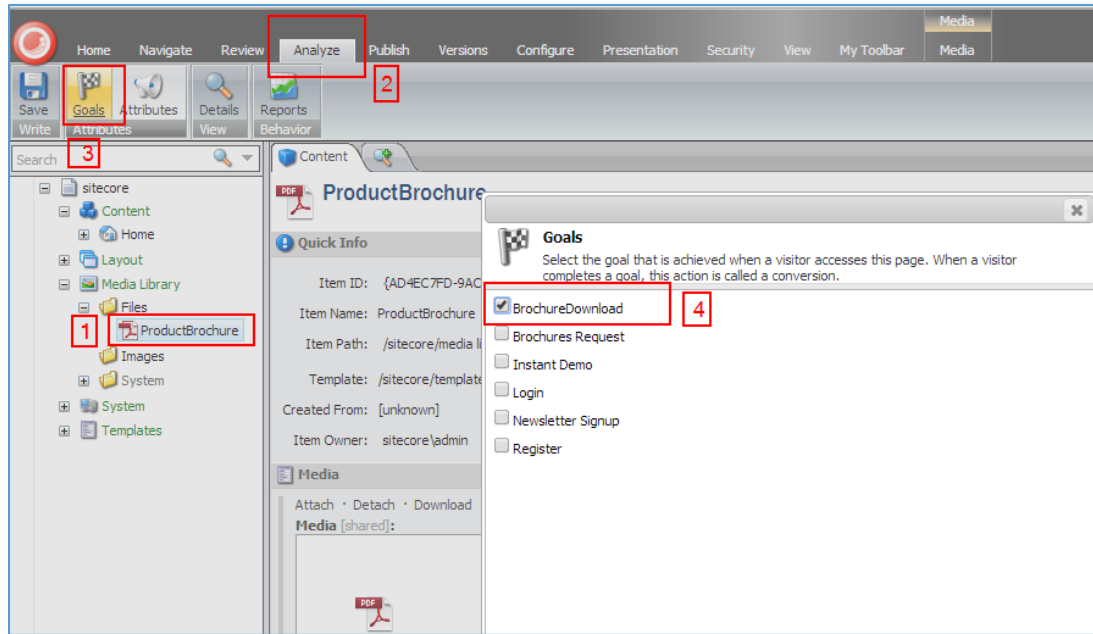 Media
Home Navigate Review Analyze Publish Versions Configure Presentation Security View My Toolbar Media
2
Save Goals Attributes Details Reports
Write Attributes View Behavior
3
Search
Content
sitecore
Content
Home
Layout
Media Library
Files
1
ProductBrochure
Images
System
System
Templates
PDF
ProductBrochure
Quick Info
Item ID: {AD4EC7FD-9AC
Item Name: ProductBrochure
Item Path: /sitecore/media li
Template: /sitecore/template
Created From: [unknown]
Item Owner: sitecore\admin
Media
Attach · Detach · Download
Media [shared]:
PDF
Goals
Select the goal that is achieved when a visitor accesses this page. When a visitor
completes a goal, this action is called a conversion.
BrochureDownload
4
Brochures Request
Instant Demo
Login
Newsletter Signup
Register